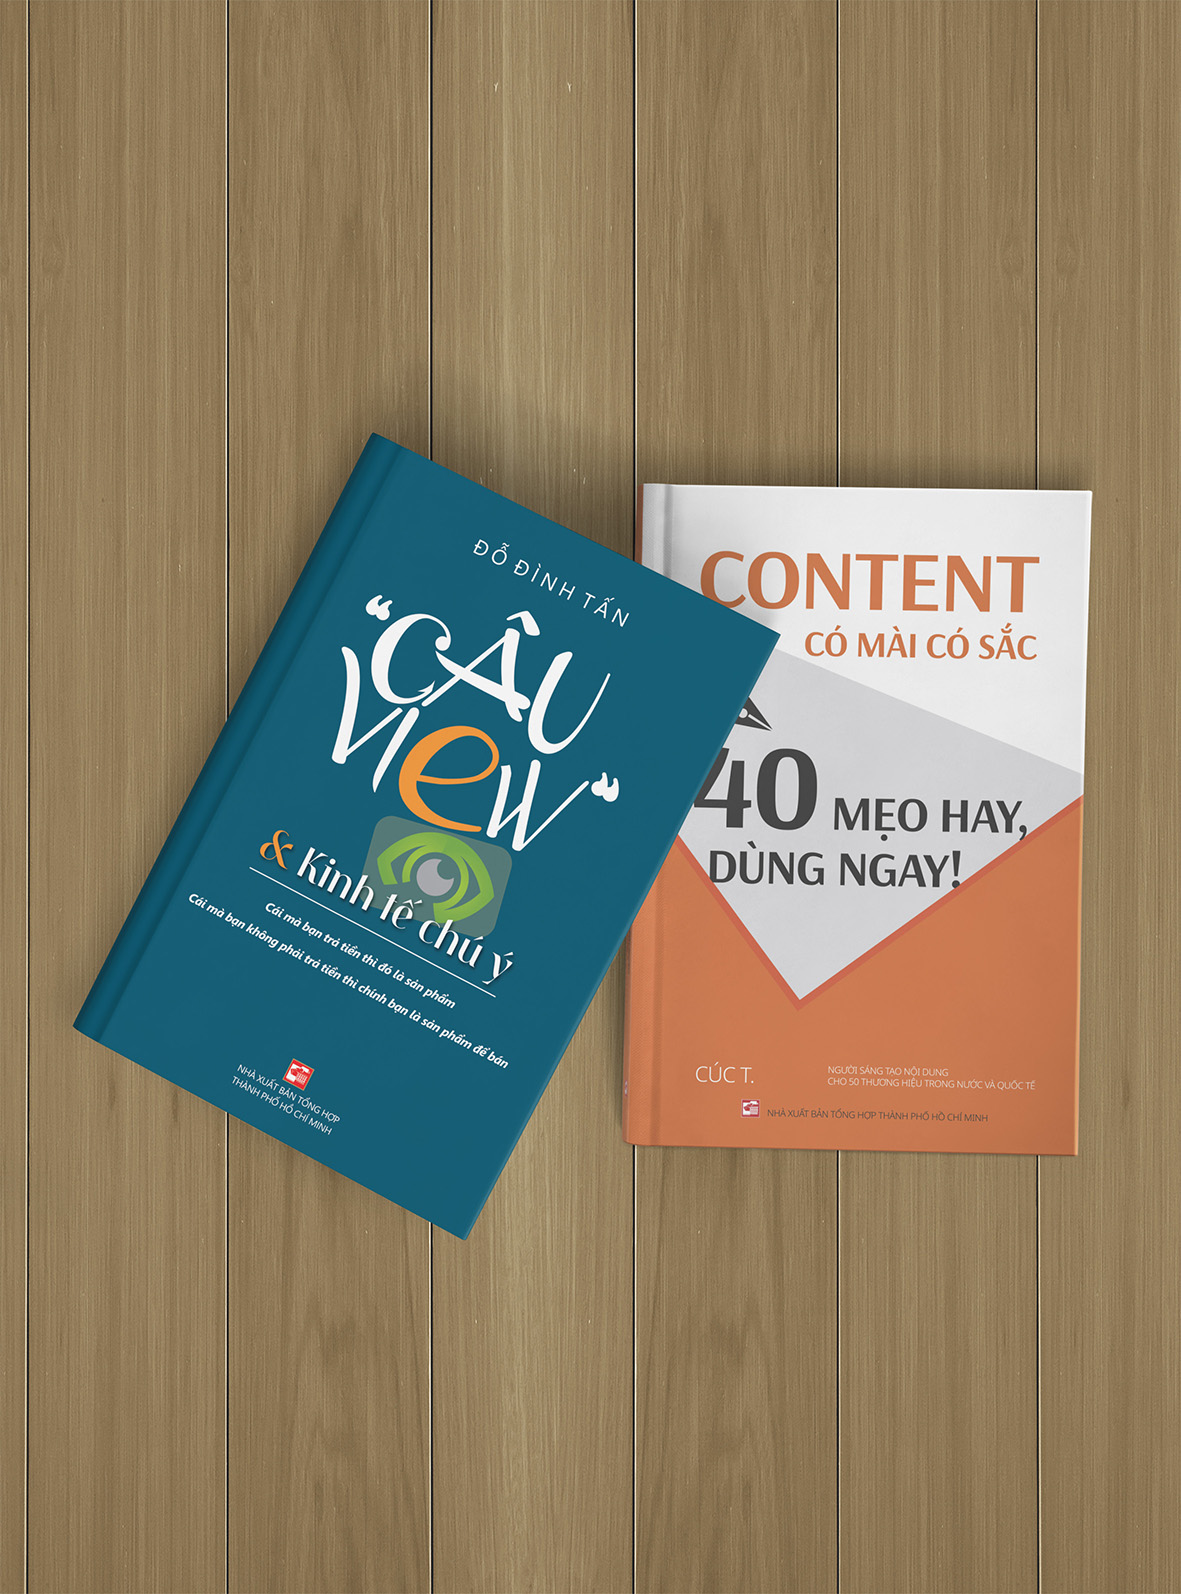 ĐỖ ĐÌNH TẤN
“CÂU
VIEW“
& Kinh tế chú ý
Cái mà bạn trả tiền thì đó là sản phẩm
Cái mà bạn không phải trả tiền thì chính bạn là sản phẩm để bán
NHÀ XUẤT BẢN TỔNG HỢP
THÀNH PHỐ HỒ CHÍ MINH
CONTENT
CÓ MÀI CÓ SẮC
40 MẸO HAY,
DÙNG NGAY!
CÚC T.
NGƯỜI SÁNG TẠO NỘI DUNG
CHO 50 THƯƠNG HIỆU TRONG NƯỚC VÀ QUỐC TẾ
NHÀ XUẤT BẢN TỔNG HỢP THÀNH PHỐ HỒ CHÍ MINH